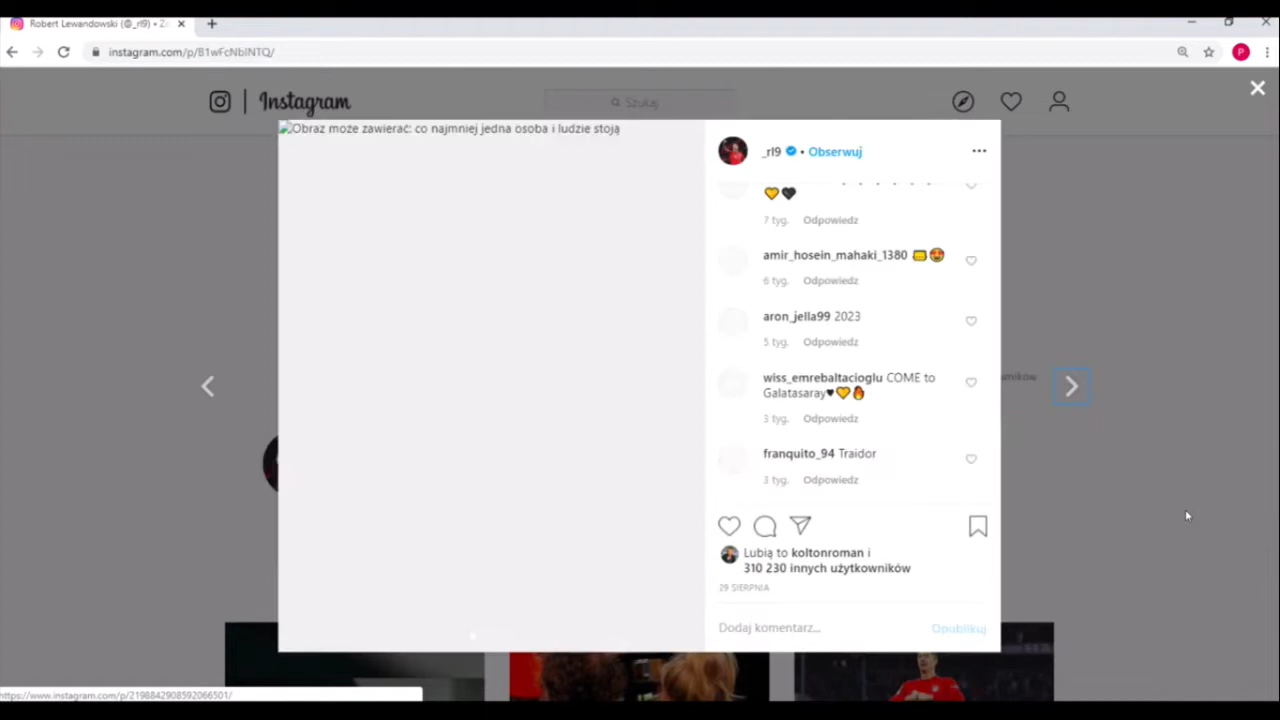 Robert Lewandowski (@_rl9) • Z
instagram.com/p/B1wFcNbINTQ/
Instagram
Szukaj
Obraz może zawierać: co najmniej jedna osoba i ludzie stoją
_rl9 • Obserwuj
7 tyg. Odpowiedz
amir_hosein_mahaki_1380
6 tyg. Odpowiedz
aron_jella99 2023
5 tyg. Odpowiedz
wiss_emrebaltacioglu COME to
Galatasaray♥💛🔥
3 tyg. Odpowiedz
franquito_94 Traidor
3 tyg. Odpowiedz
Lubią to koltonroman i
310 230 innych użytkowników
29 SIERPNIA
Dodaj komentarz... Opublikuj
https://www.instagram.com/p/2198842908592066501/